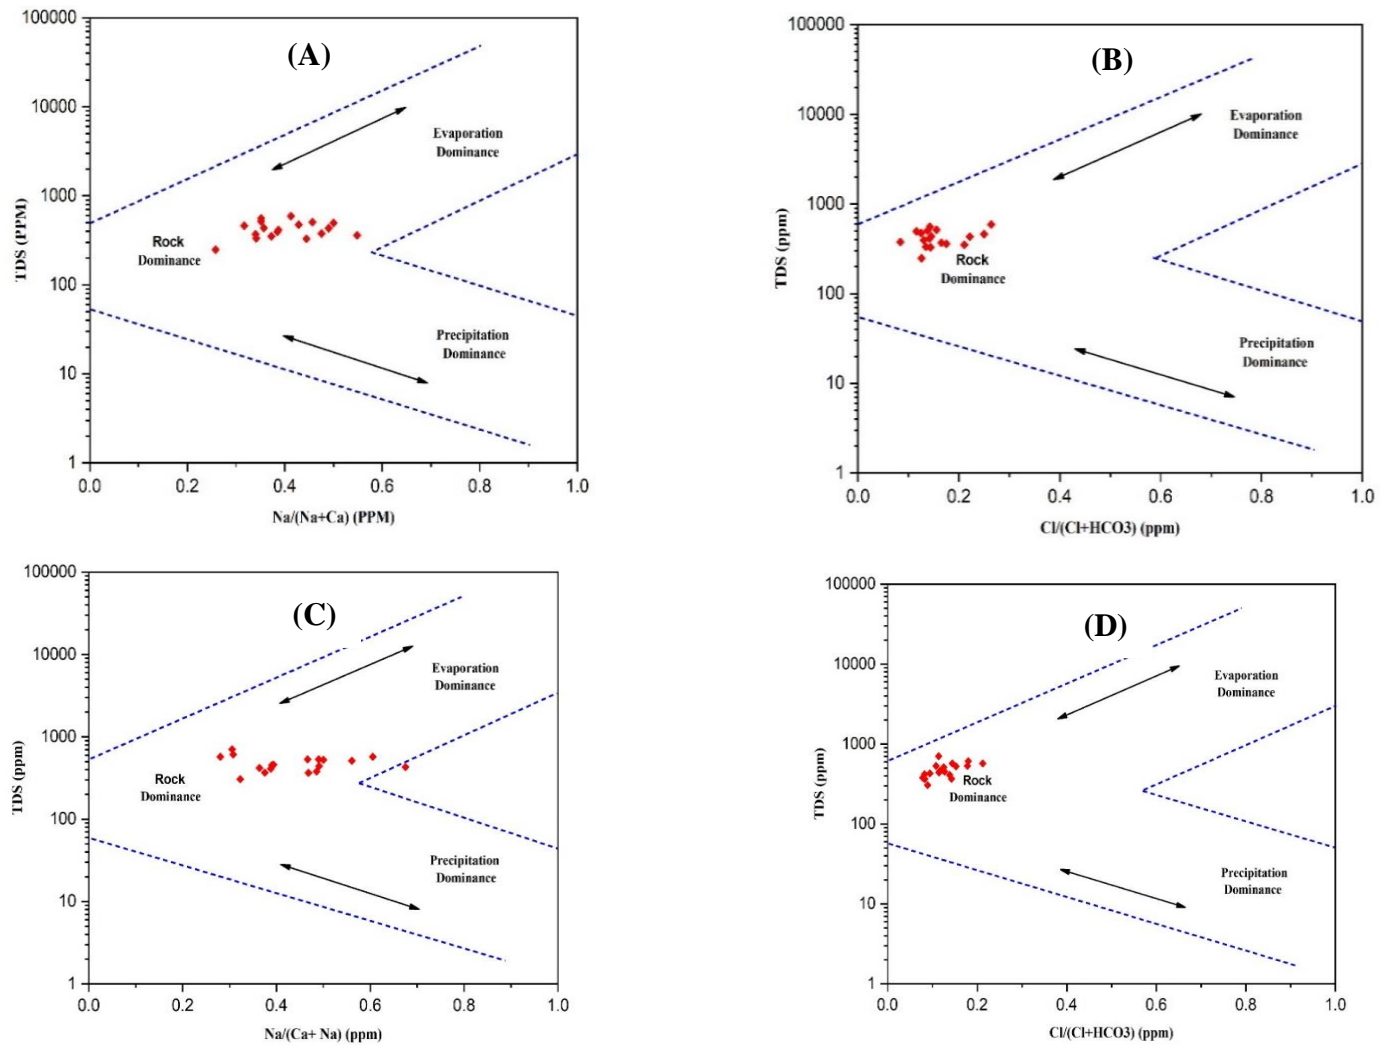 (A)
100000
10000
1000
100
10
1
TDS (PPM)
Evaporation
Dominance
Rock
Dominance
Precipitation
Dominance
0.0 0.2 0.4 0.6 0.8 1.0
Na/(Na+Ca) (PPM)
(B)
100000
10000
1000
100
10
1
TDS (ppm)
Evaporation
Dominance
Rock
Dominance
Precipitation
Dominance
0.0 0.2 0.4 0.6 0.8 1.0
Cl/(Cl+HCO3) (ppm)
(C)
100000
10000
1000
100
10
1
TDS (ppm)
Evaporation
Dominance
Rock
Dominance
Precipitation
Dominance
0.0 0.2 0.4 0.6 0.8 1.0
Na/(Ca+ Na) (ppm)
(D)
100000
10000
1000
100
10
1
TDS (ppm)
Evaporation
Dominance
Rock
Dominance
Precipitation
Dominance
0.0 0.2 0.4 0.6 0.8 1.0
Cl/(Cl+HCO3) (ppm)